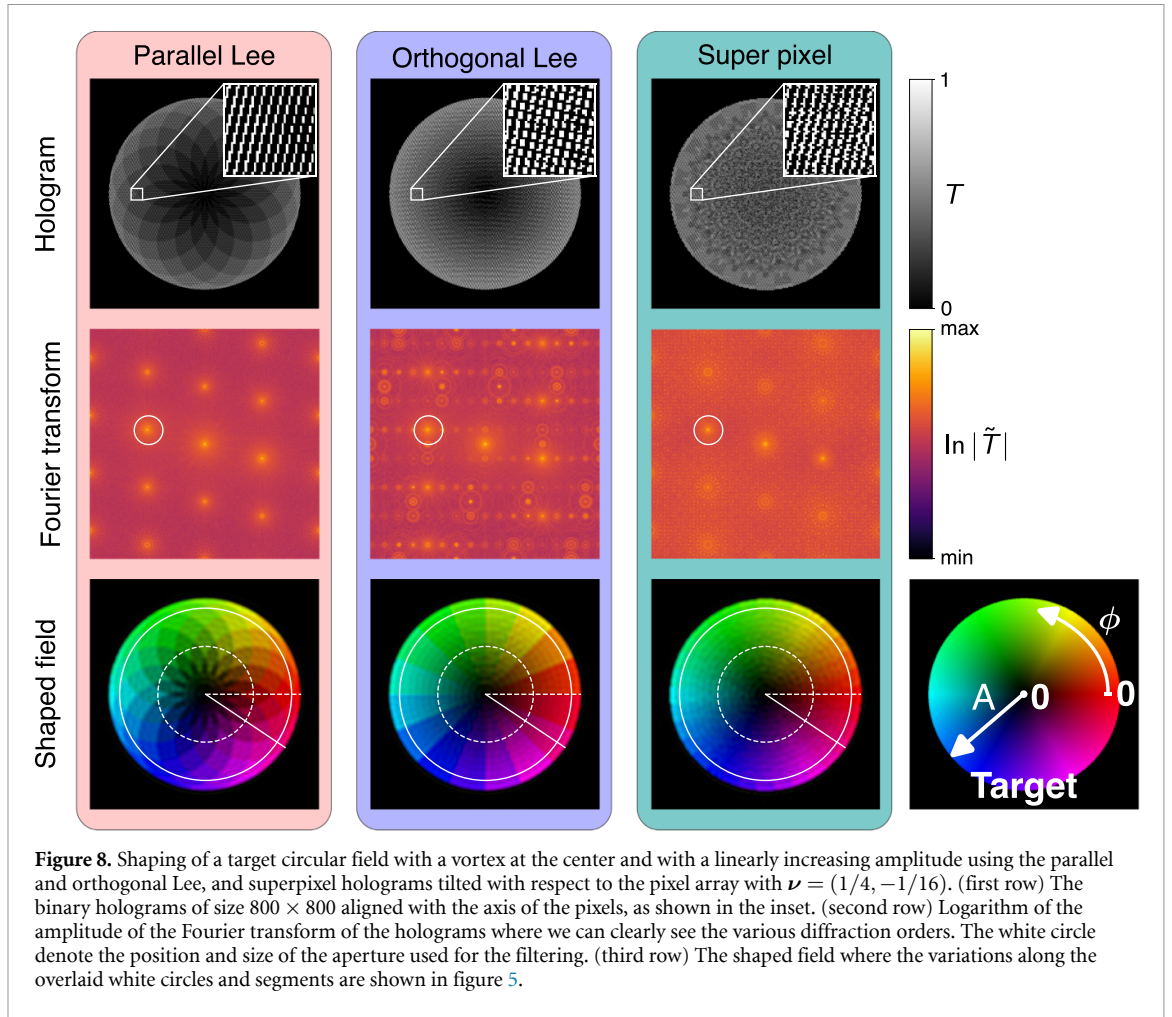 Parallel Lee
Orthogonal Lee
Super pixel
Hologram
1
T
0
Fourier transform
max
ln | T̃ |
min
Shaped field
ϕ
A
0
0
Target
Figure 8. Shaping of a target circular field with a vortex at the center and with a linearly increasing amplitude using the parallel
and orthogonal Lee, and superpixel holograms tilted with respect to the pixel array with ν = (1/4, −1/16). (first row) The
binary holograms of size 800 × 800 aligned with the axis of the pixels, as shown in the inset. (second row) Logarithm of the
amplitude of the Fourier transform of the holograms where we can clearly see the various diffraction orders. The white circle
denote the position and size of the aperture used for the filtering. (third row) The shaped field where the variations along the
overlaid white circles and segments are shown in figure 5.